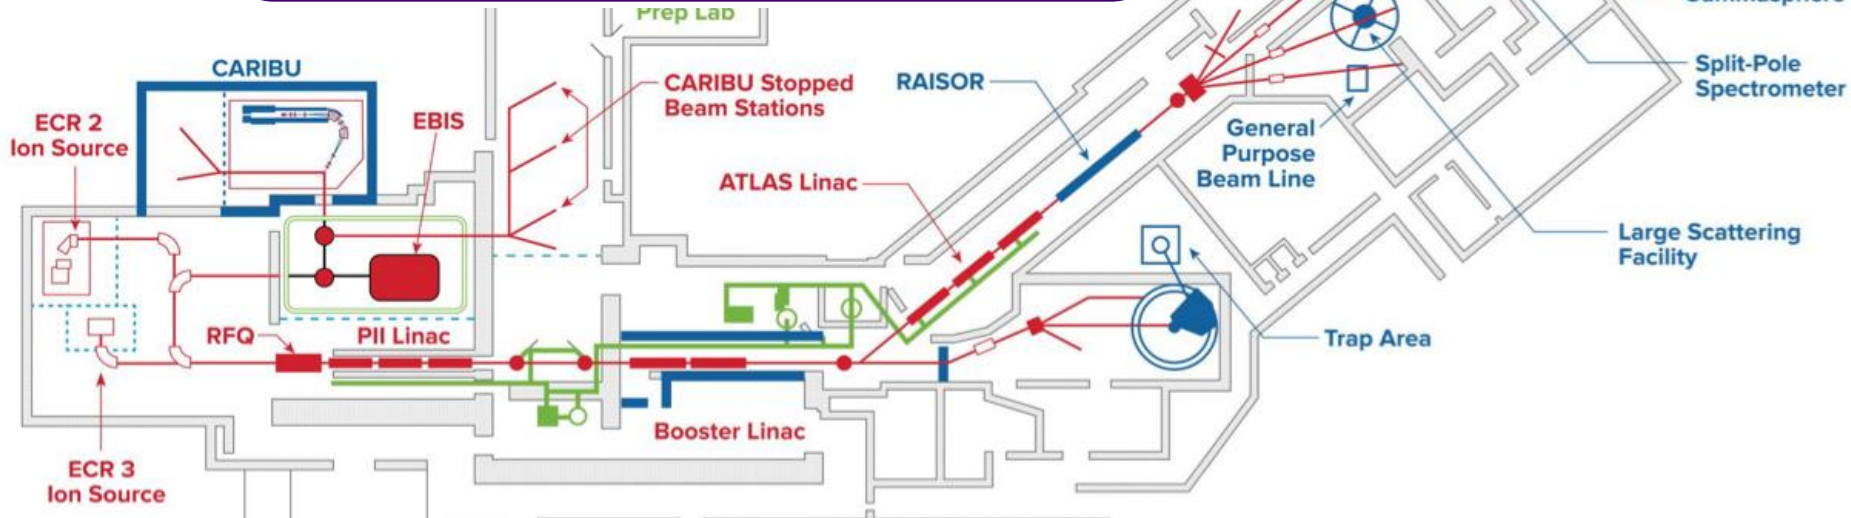 Prep Lab
CARIBU
ECR 2
Ion Source
EBIS
CARIBU Stopped
Beam Stations
RAISOR
Split-Pole
Spectrometer
General
Purpose
Beam Line
ATLAS Linac
Large Scattering
Facility
RFQ
PII Linac
Trap Area
Booster Linac
ECR 3
Ion Source